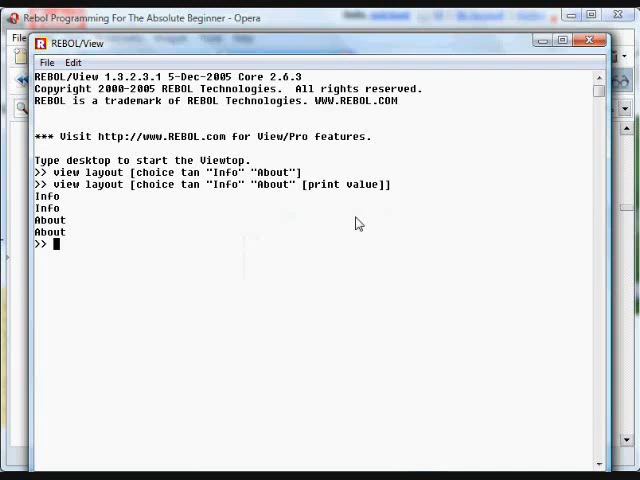 Rebol Programming For The Absolute Beginner - Opera
File
REBOL/View
File Edit
REBOL/View 1.3.2.3.1 5-Dec-2005 Core 2.6.3
Copyright 2000-2005 REBOL Technologies.  All rights reserved.
REBOL is a trademark of REBOL Technologies. WWW.REBOL.COM
*** Visit http://www.REBOL.com for View/Pro features.
Type desktop to start the Viewtop.
>> view layout [choice tan "Info" "About"]
>> view layout [choice tan "Info" "About" [print value]]
Info
Info
About
About
>>